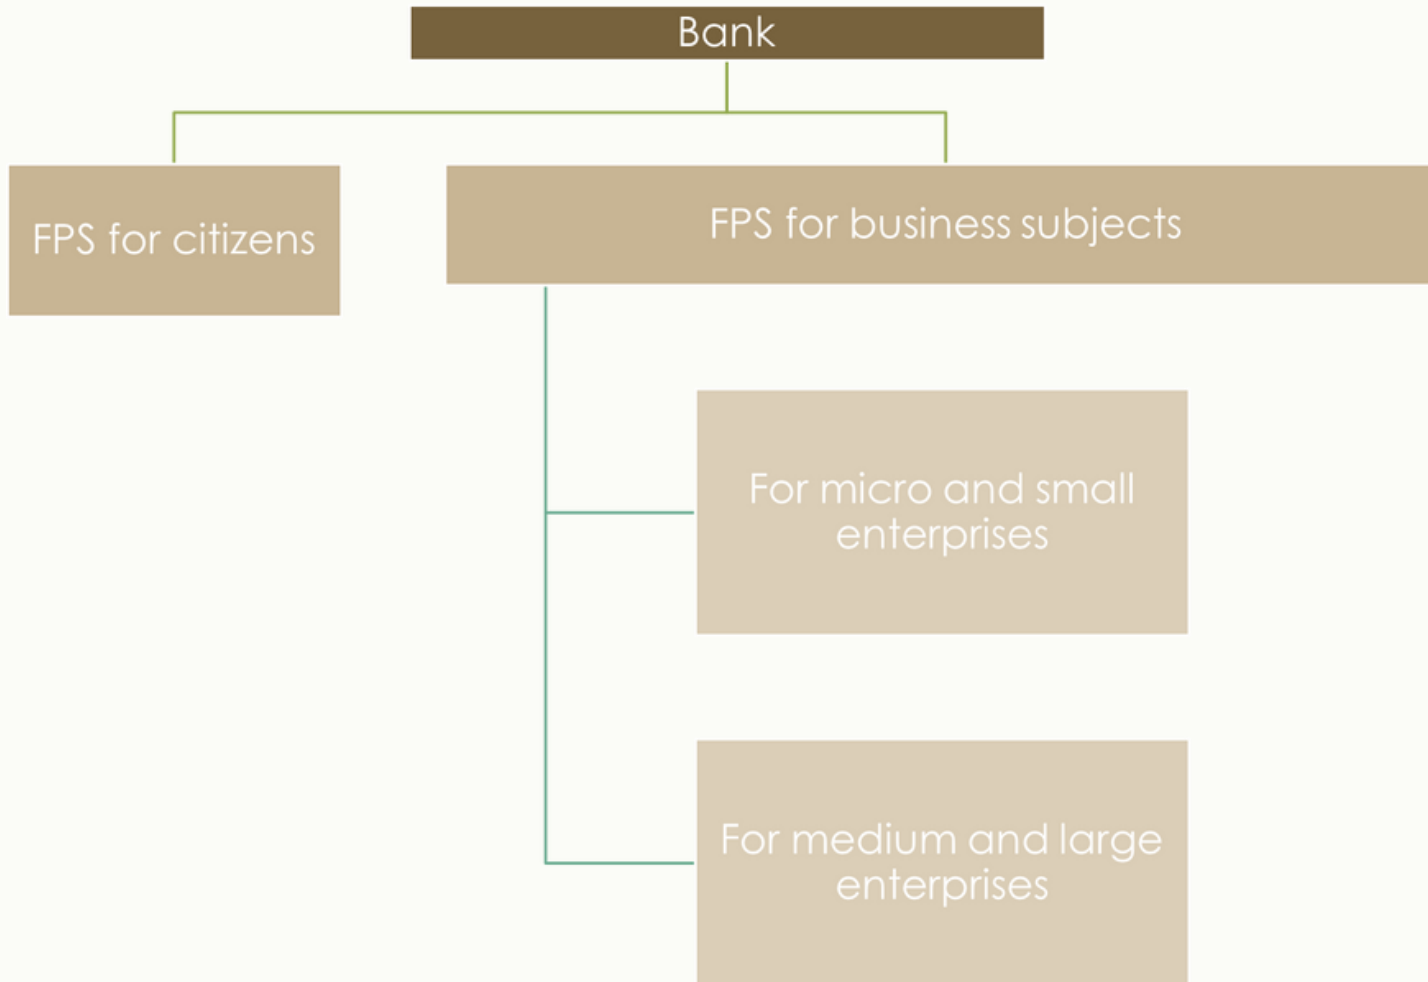 Bank
FPS for citizens
FPS for business subjects
For micro and small
enterprises
For medium and large
enterprises